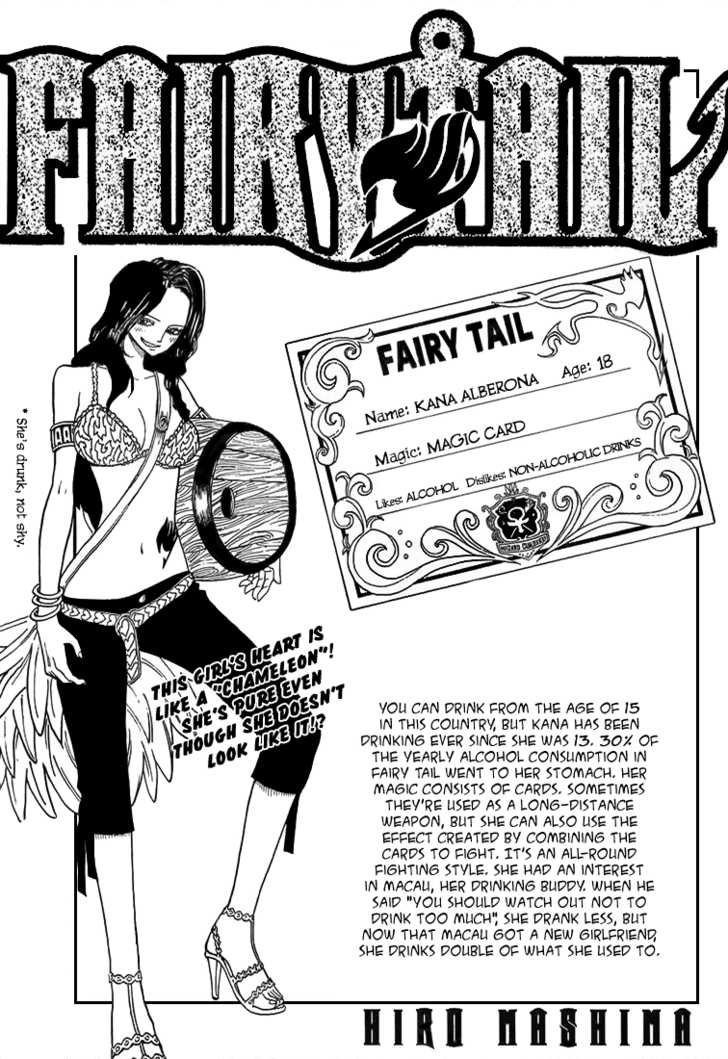 FAIRY TAIL
FAIRY TAIL
Name: KANA ALBERONA Age: 18
Magic: MAGIC CARD
Likes: ALCOHOL Dislikes: NON-ALCOHOLIC DRINKS
* She's drunk, not shy.
THIS GIRL'S HEART IS
LIKE A "CHAMELEON"!
SHE'S PURE EVEN
THOUGH SHE DOESN'T
LOOK LIKE IT!?
YOU CAN DRINK FROM THE AGE OF 15
IN THIS COUNTRY, BUT KANA HAS BEEN
DRINKING EVER SINCE SHE WAS 13. 30% OF
THE YEARLY ALCOHOL CONSUMPTION IN
FAIRY TAIL WENT TO HER STOMACH. HER
MAGIC CONSISTS OF CARDS. SOMETIMES
THEY'RE USED AS A LONG-DISTANCE
WEAPON, BUT SHE CAN ALSO USE THE
EFFECT CREATED BY COMBINING THE
CARDS TO FIGHT. IT'S AN ALL-ROUND
FIGHTING STYLE. SHE HAD AN INTEREST
IN MACAU, HER DRINKING BUDDY. WHEN HE
SAID "YOU SHOULD WATCH OUT NOT TO
DRINK TOO MUCH", SHE DRANK LESS, BUT
NOW THAT MACAU GOT A NEW GIRLFRIEND,
SHE DRINKS DOUBLE OF WHAT SHE USED TO.
HIRO MASHIMA